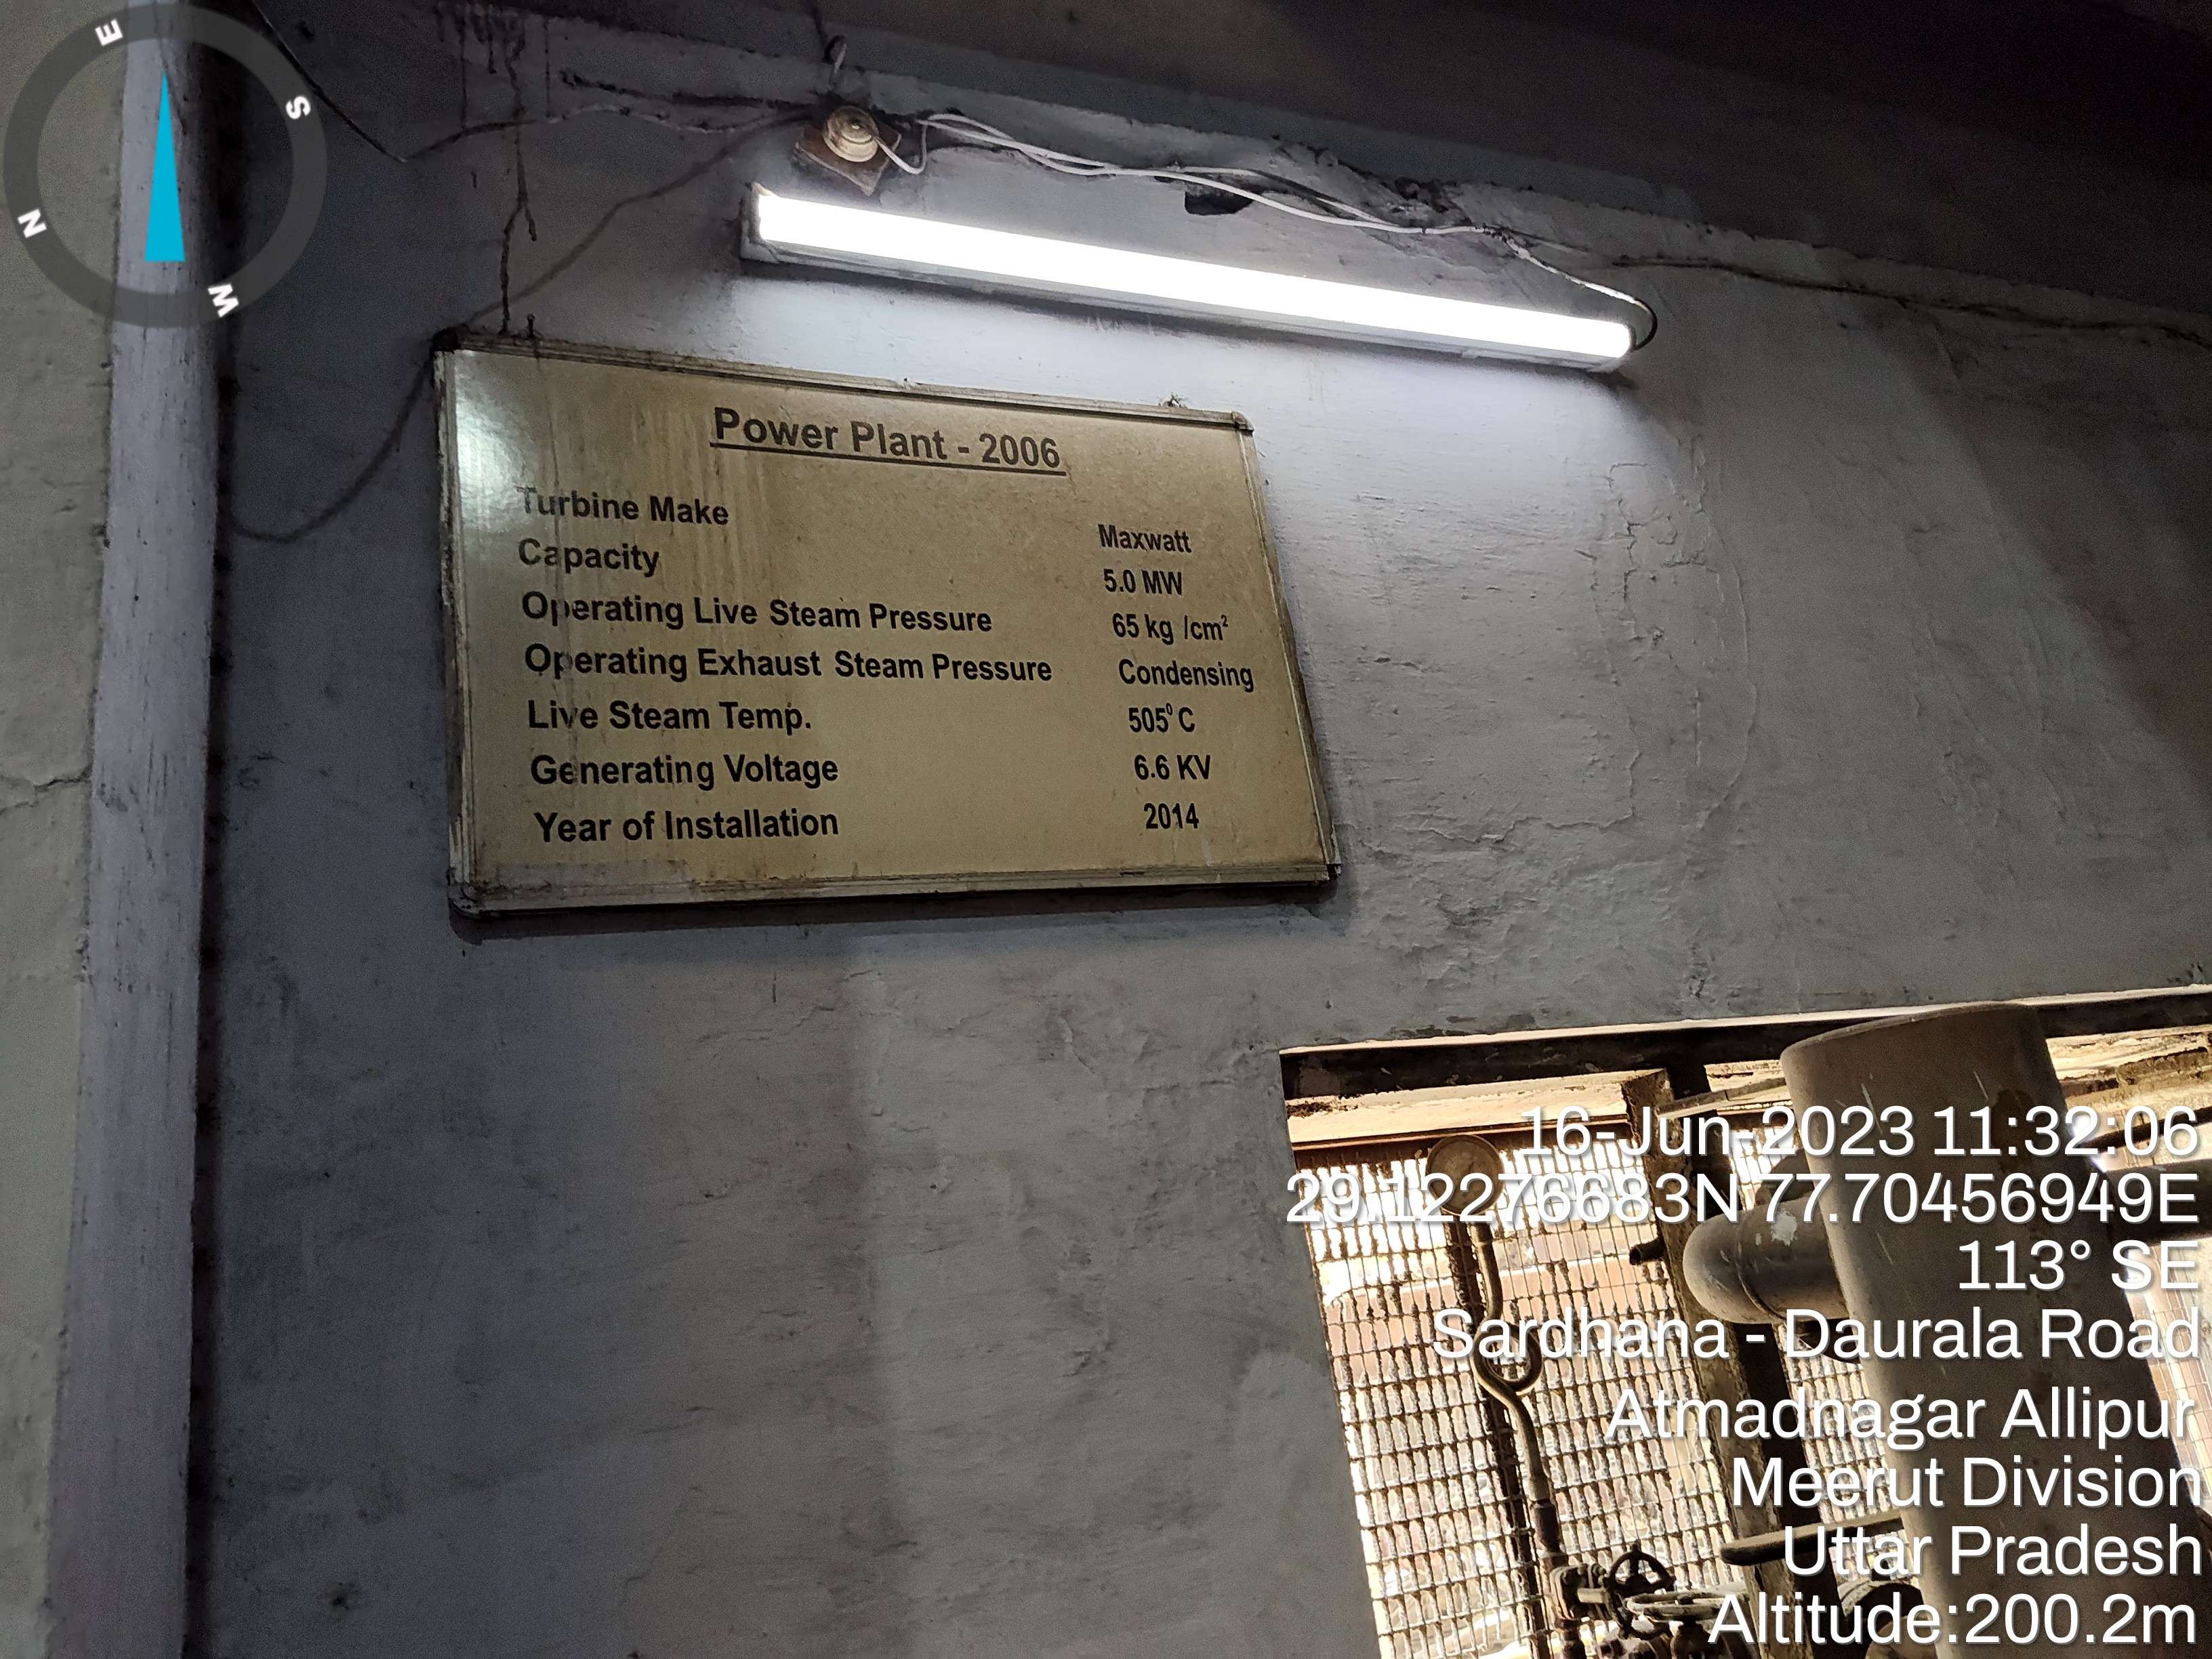 E
S
N
W
Power Plant - 2006
Turbine Make Maxwatt
Capacity 5.0 MW
Operating Live Steam Pressure 65 kg /cm²
Operating Exhaust Steam Pressure Condensing
Live Steam Temp. 505⁰ C
Generating Voltage 6.6 KV
Year of Installation 2014
16-Jun-2023 11:32:06
29.12276683N 77.70456949E
113° SE
Sardhana - Daurala Road
Atmadnagar Allipur
Meerut Division
Uttar Pradesh
Altitude:200.2m